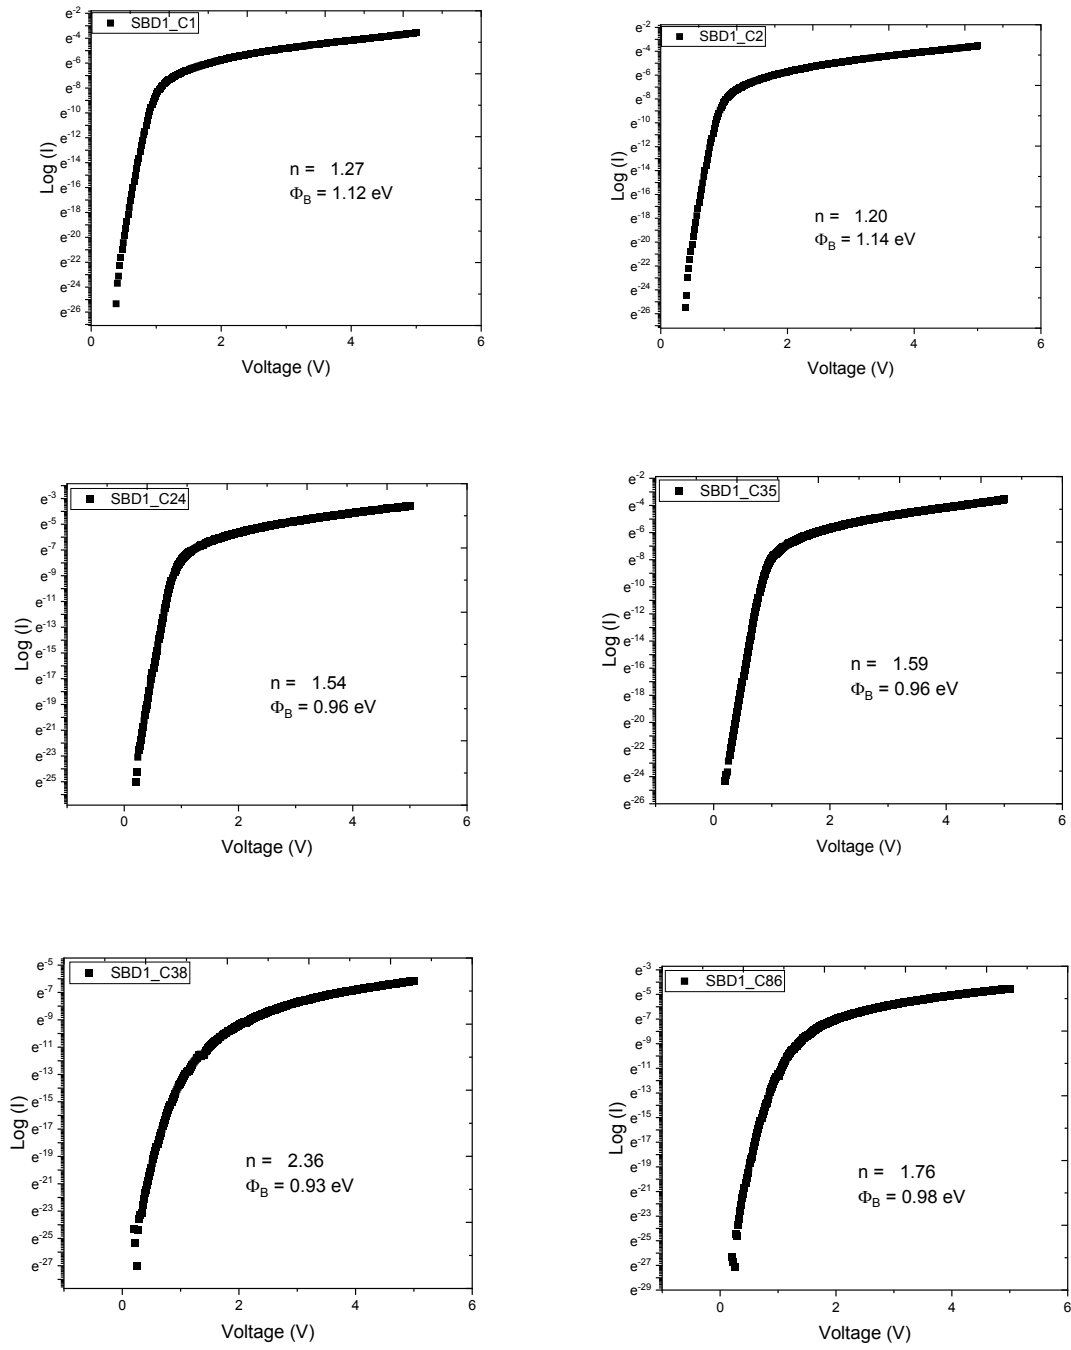 SBD1_C1
e-2
e-4
e-6
e-8
e-10
e-12
e-14
e-16
e-18
e-20
e-22
e-24
e-26
Log (I)
n = 1.27
ΦB = 1.12 eV
0 2 4 6
Voltage (V)
SBD1_C2
e-2
e-4
e-6
e-8
e-10
e-12
e-14
e-16
e-18
e-20
e-22
e-24
e-26
Log (I)
n = 1.20
ΦB = 1.14 eV
0 2 4 6
Voltage (V)
SBD1_C24
e-3
e-5
e-7
e-9
e-11
e-13
e-15
e-17
e-19
e-21
e-23
e-25
Log (I)
n = 1.54
ΦB = 0.96 eV
0 2 4 6
Voltage (V)
SBD1_C35
e-2
e-4
e-6
e-8
e-10
e-12
e-14
e-16
e-18
e-20
e-22
e-24
e-26
Log (I)
n = 1.59
ΦB = 0.96 eV
0 2 4 6
Voltage (V)
SBD1_C38
e-5
e-7
e-9
e-11
e-13
e-15
e-17
e-19
e-21
e-23
e-25
e-27
Log (I)
n = 2.36
ΦB = 0.93 eV
0 2 4 6
Voltage (V)
SBD1_C86
e-3
e-5
e-7
e-9
e-11
e-13
e-15
e-17
e-19
e-21
e-23
e-25
e-27
e-29
Log (I)
n = 1.76
ΦB = 0.98 eV
0 2 4 6
Voltage (V)